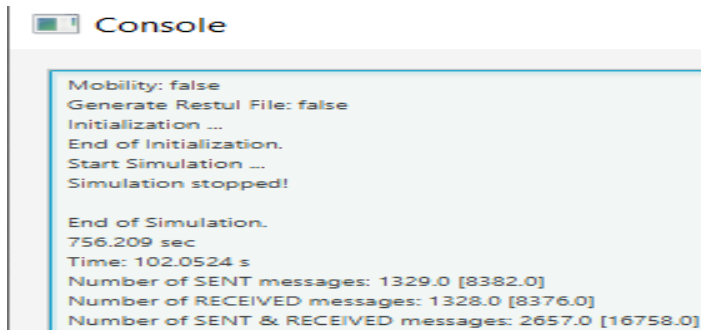 Console
Mobility: false
Generate Restul File: false
Initialization ...
End of Initialization.
Start Simulation ...
Simulation stopped!
End of Simulation.
756.209 sec
Time: 102.0524 s
Number of SENT messages: 1329.0 [8382.0]
Number of RECEIVED messages: 1328.0 [8376.0]
Number of SENT & RECEIVED messages: 2657.0 [16758.0]